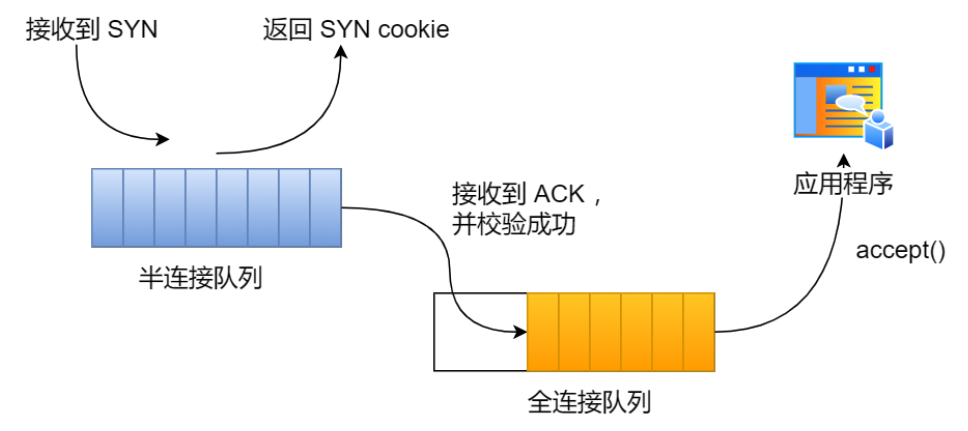 接收到 SYN
返回 SYN cookie
接收到 ACK，
并校验成功
应用程序
accept()
半连接队列
全连接队列